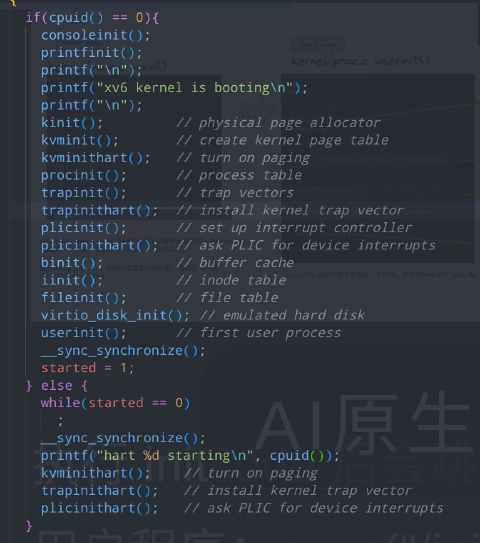 {
if(cpuid() == 0){
consoleinit();
printfinit();
printf("\n");
printf("xv6 kernel is booting\n");
printf("\n");
kinit();         // physical page allocator
kvminit();       // create kernel page table
kvminithart();   // turn on paging
procinit();      // process table
trapinit();      // trap vectors
trapinithart();  // install kernel trap vector
plicinit();      // set up interrupt controller
plicinithart();  // ask PLIC for device interrupts
binit();         // buffer cache
iinit();         // inode table
fileinit();      // file table
virtio_disk_init(); // emulated hard disk
userinit();      // first user process
__sync_synchronize();
started = 1;
} else {
while(started == 0)
;
__sync_synchronize();
printf("hart %d starting\n", cpuid());
kvminithart();    // turn on paging
trapinithart();   // install kernel trap vector
plicinithart();   // ask PLIC for device interrupts
}
kernel/proc.c userinit()
AI原生